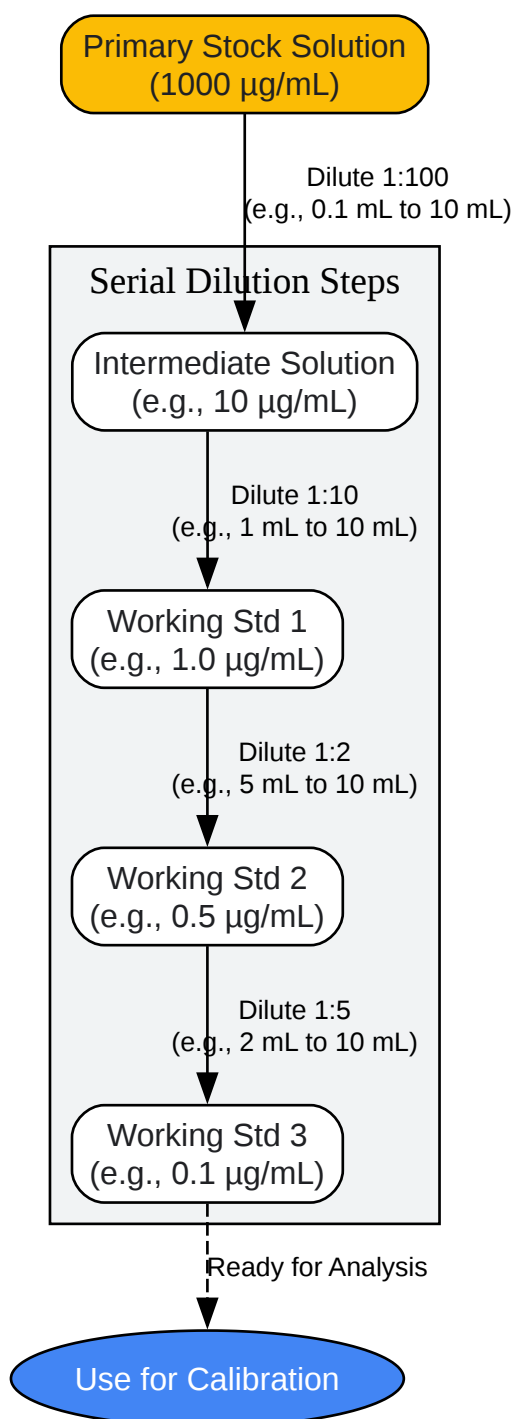 Primary Stock Solution
(1000 µg/mL)
Dilute 1:100
(e.g., 0.1 mL to 10 mL)
Serial Dilution Steps
Intermediate Solution
(e.g., 10 µg/mL)
Dilute 1:10
(e.g., 1 mL to 10 mL)
Working Std 1
(e.g., 1.0 µg/mL)
Dilute 1:2
(e.g., 5 mL to 10 mL)
Working Std 2
(e.g., 0.5 µg/mL)
Dilute 1:5
(e.g., 2 mL to 10 mL)
Working Std 3
(e.g., 0.1 µg/mL)
Ready for Analysis
Use for Calibration